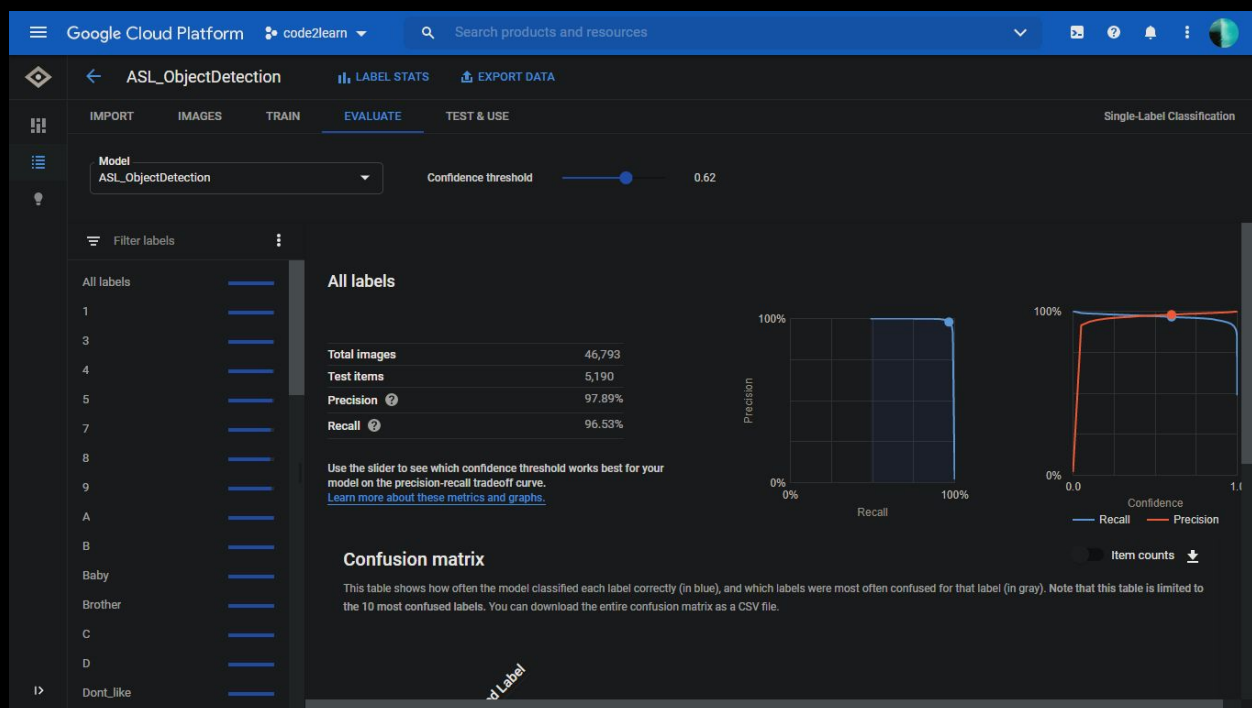 Google Cloud Platform code2learn Search products and resources
ASL_ObjectDetection LABEL STATS EXPORT DATA
IMPORT IMAGES TRAIN EVALUATE TEST & USE Single-Label Classification
Model
ASL_ObjectDetection Confidence threshold 0.62
Filter labels
All labels
1
3
4
5
7
8
9
A
B
Baby
Brother
C
D
Dont_like
All labels
Total images 46,793
Test items 5,190
Precision 97.89%
Recall 96.53%
Use the slider to see which confidence threshold works best for your
model on the precision-recall tradeoff curve.
Learn more about these metrics and graphs.
100%
Precision
0%
0% 100%
Recall
100%
0%
0.0 1.0
Confidence
Recall Precision
Confusion matrix
Item counts
This table shows how often the model classified each label correctly (in blue), and which labels were most often confused for that label (in gray). Note that this table is limited to
the 10 most confused labels. You can download the entire confusion matrix as a CSV file.
Label